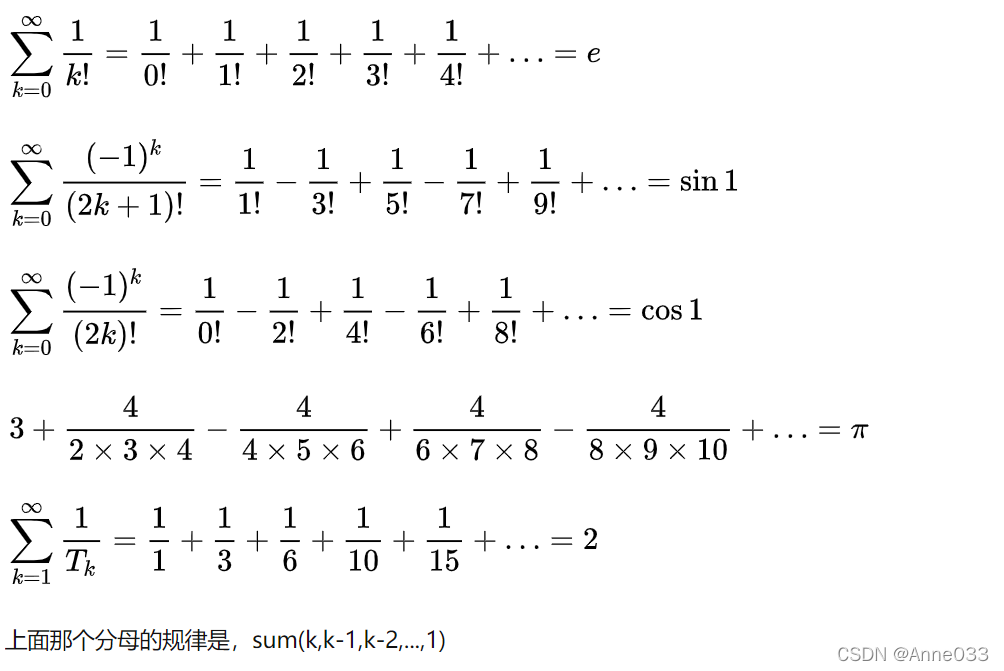 $\sum_{k=0}^{\infty} \frac{1}{k!} = \frac{1}{0!} + \frac{1}{1!} + \frac{1}{2!} + \frac{1}{3!} + \frac{1}{4!} + \ldots = e$
$\sum_{k=0}^{\infty} \frac{(-1)^k}{(2k+1)!} = \frac{1}{1!} - \frac{1}{3!} + \frac{1}{5!} - \frac{1}{7!} + \frac{1}{9!} + \ldots = \sin 1$
$\sum_{k=0}^{\infty} \frac{(-1)^k}{(2k)!} = \frac{1}{0!} - \frac{1}{2!} + \frac{1}{4!} - \frac{1}{6!} + \frac{1}{8!} + \ldots = \cos 1$
$3 + \frac{4}{2 \times 3 \times 4} - \frac{4}{4 \times 5 \times 6} + \frac{4}{6 \times 7 \times 8} - \frac{4}{8 \times 9 \times 10} + \ldots = \pi$
$\sum_{k=1}^{\infty} \frac{1}{T_k} = \frac{1}{1} + \frac{1}{3} + \frac{1}{6} + \frac{1}{10} + \frac{1}{15} + \ldots = 2$
上面那个分母的规律是，sum(k,k-1,k-2,...,1)
CSDN @Anne033